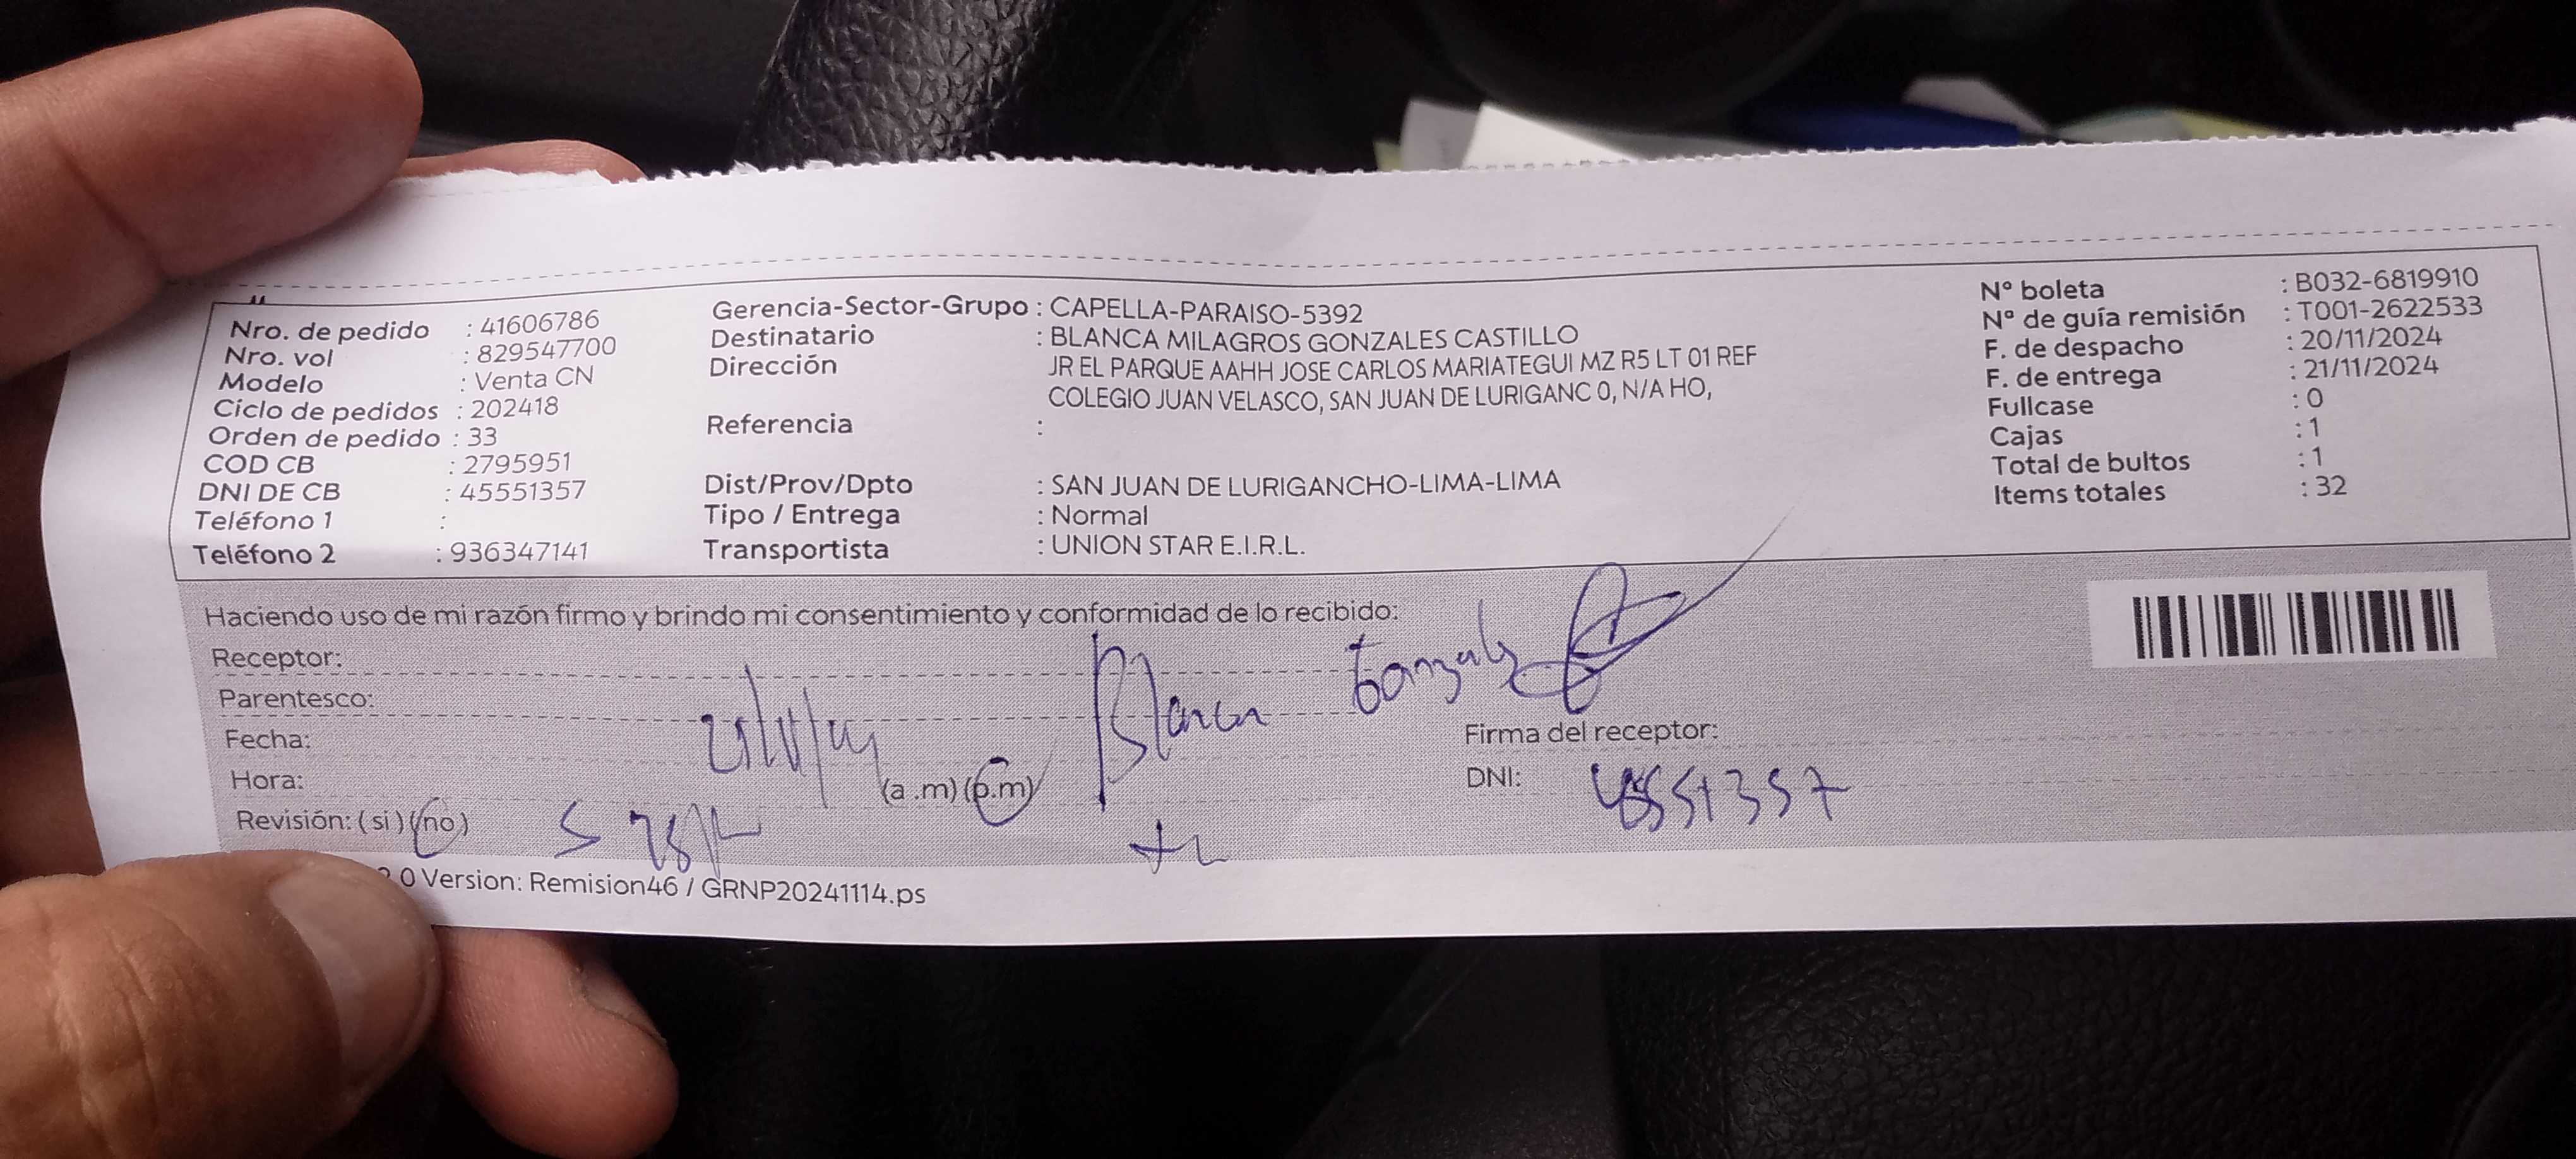 Nro. de pedido : 41606786
Nro. vol : 829547700
Modelo : Venta CN
Ciclo de pedidos : 202418
Orden de pedido : 33
COD CB : 2795951
DNI DE CB : 45551357
Teléfono 1 :
Teléfono 2 : 936347141
Gerencia-Sector-Grupo : CAPELLA-PARAISO-5392
Destinatario : BLANCA MILAGROS GONZALES CASTILLO
Dirección JR EL PARQUE AAHH JOSE CARLOS MARIATEGUI MZ R5 LT 01 REF
COLEGIO JUAN VELASCO, SAN JUAN DE LURIGANC 0, N/A HO,
Referencia :
Dist/Prov/Dpto : SAN JUAN DE LURIGANCHO-LIMA-LIMA
Tipo / Entrega : Normal
Transportista : UNION STAR E.I.R.L.
Nº boleta : B032-6819910
Nº de guía remisión : T001-2622533
F. de despacho : 20/11/2024
F. de entrega : 21/11/2024
Fullcase : 0
Cajas : 1
Total de bultos : 1
Items totales : 32
Haciendo uso de mi razón firmo y brindo mi consentimiento y conformidad de lo recibido:
Receptor: Blanca Gonzales
Parentesco:
Fecha:
Hora: (a .m) (p.m)
Revisión: ( si ) (no )
Firma del receptor:
DNI: 45551357
0 Version: Remision46 / GRNP20241114.ps